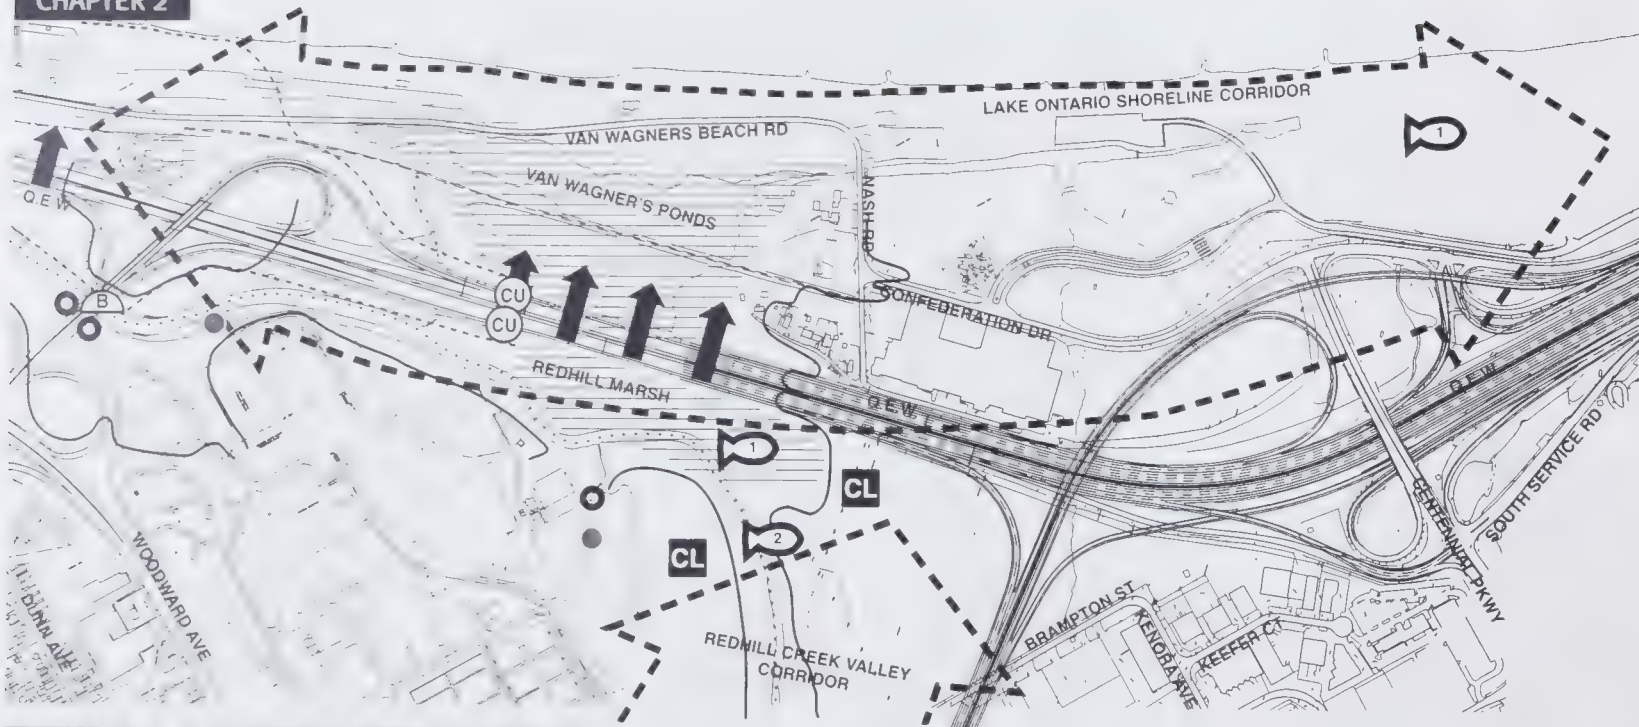 CHAPTER 2
LAKE ONTARIO SHORELINE CORRIDOR
VAN WAGNERS BEACH RD
1
VAN WAGNER'S PONDS
NASH RD
Q.E.W
B
CU
CU
CONFEDERATION DR
REDHILL MARSH
Q.E.W.
Q.E.W.
1
CL
2
CL
CENTENNIAL PKWY
SOUTH SERVICE RD
WOODWARD AVE
DUNN AVE
BRAMPTON ST
KENORA AVE
KEEFER CT
REDHILL CREEK VALLEY
CORRIDOR